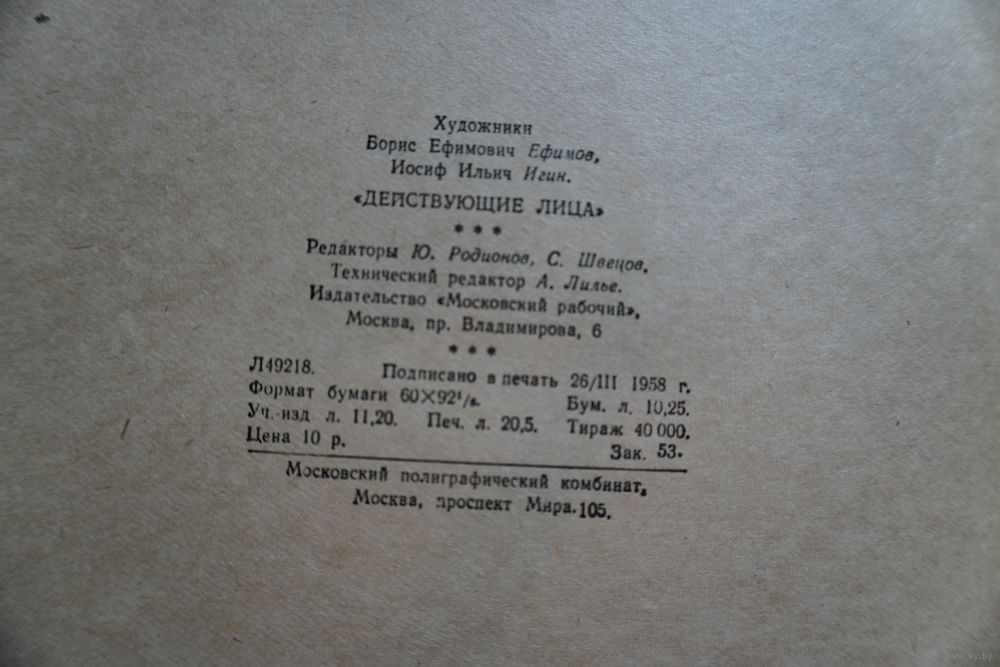 Художники
Борис Ефимович Ефимов,
Иосиф Ильич Игин.
«ДЕЙСТВУЮЩИЕ ЛИЦА»
* * *
Редакторы Ю. Родионов, С. Швецов.
Технический редактор А. Лилье.
Издательство «Московский рабочий»,
Москва, пр. Владимирова, 6
* * *
Л49218. Подписано в печать 26/III 1958 г.
Формат бумаги 60×92¹/₈. Бум. л. 10,25.
Уч.-изд л. 11,20. Печ. л. 20,5. Тираж 40 000.
Цена 10 р. Зак. 53.
Московский полиграфический комбинат,
Москва, проспект Мира, 105.
www.ay.by